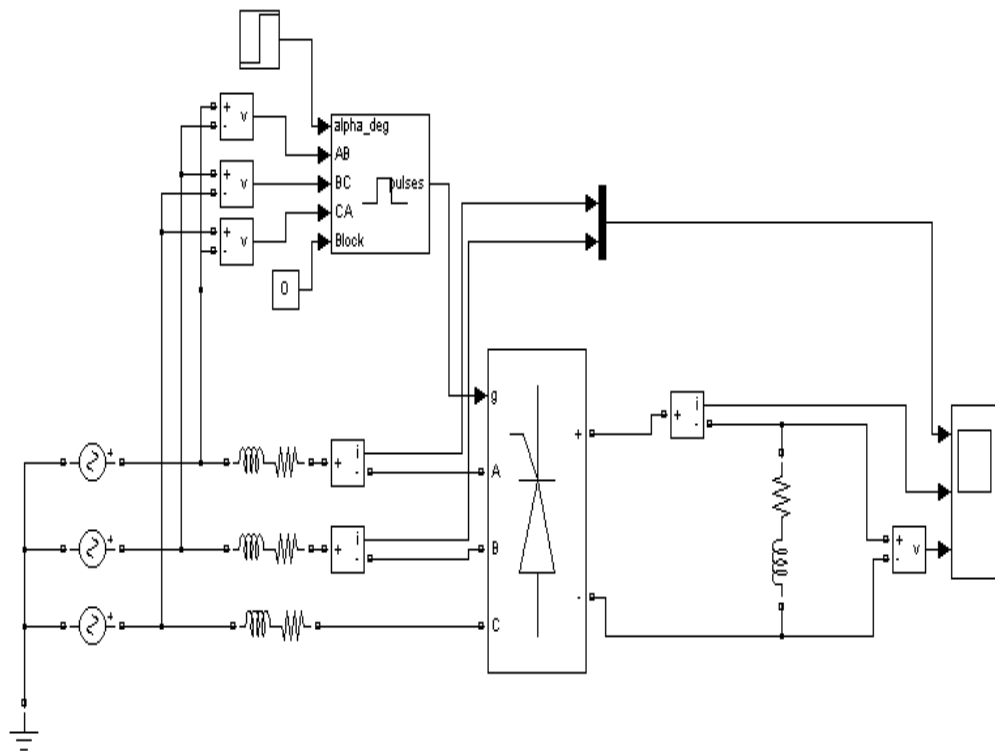 +
-
v
alpha_deg
+
-
v
AB
BC
pulses
+
-
v
CA
Block
0
g
i
+
-
+
+
i
+
-
A
+
i
+
-
B
+
-
v
+
C
-